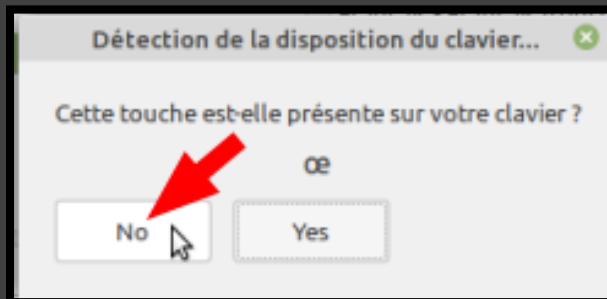 Détection de la disposition du clavier...
Cette touche est-elle présente sur votre clavier ?
œ
No
Yes